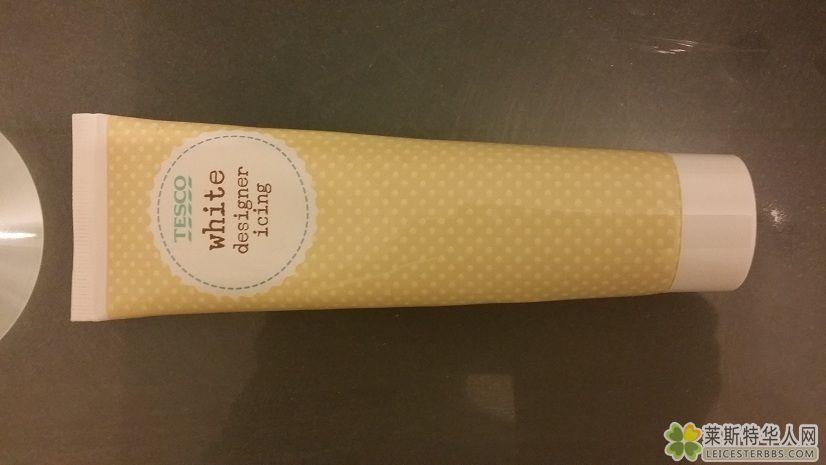 TESCO
white
designer
icing
莱斯特华人网
LEICESTERBBS.COM